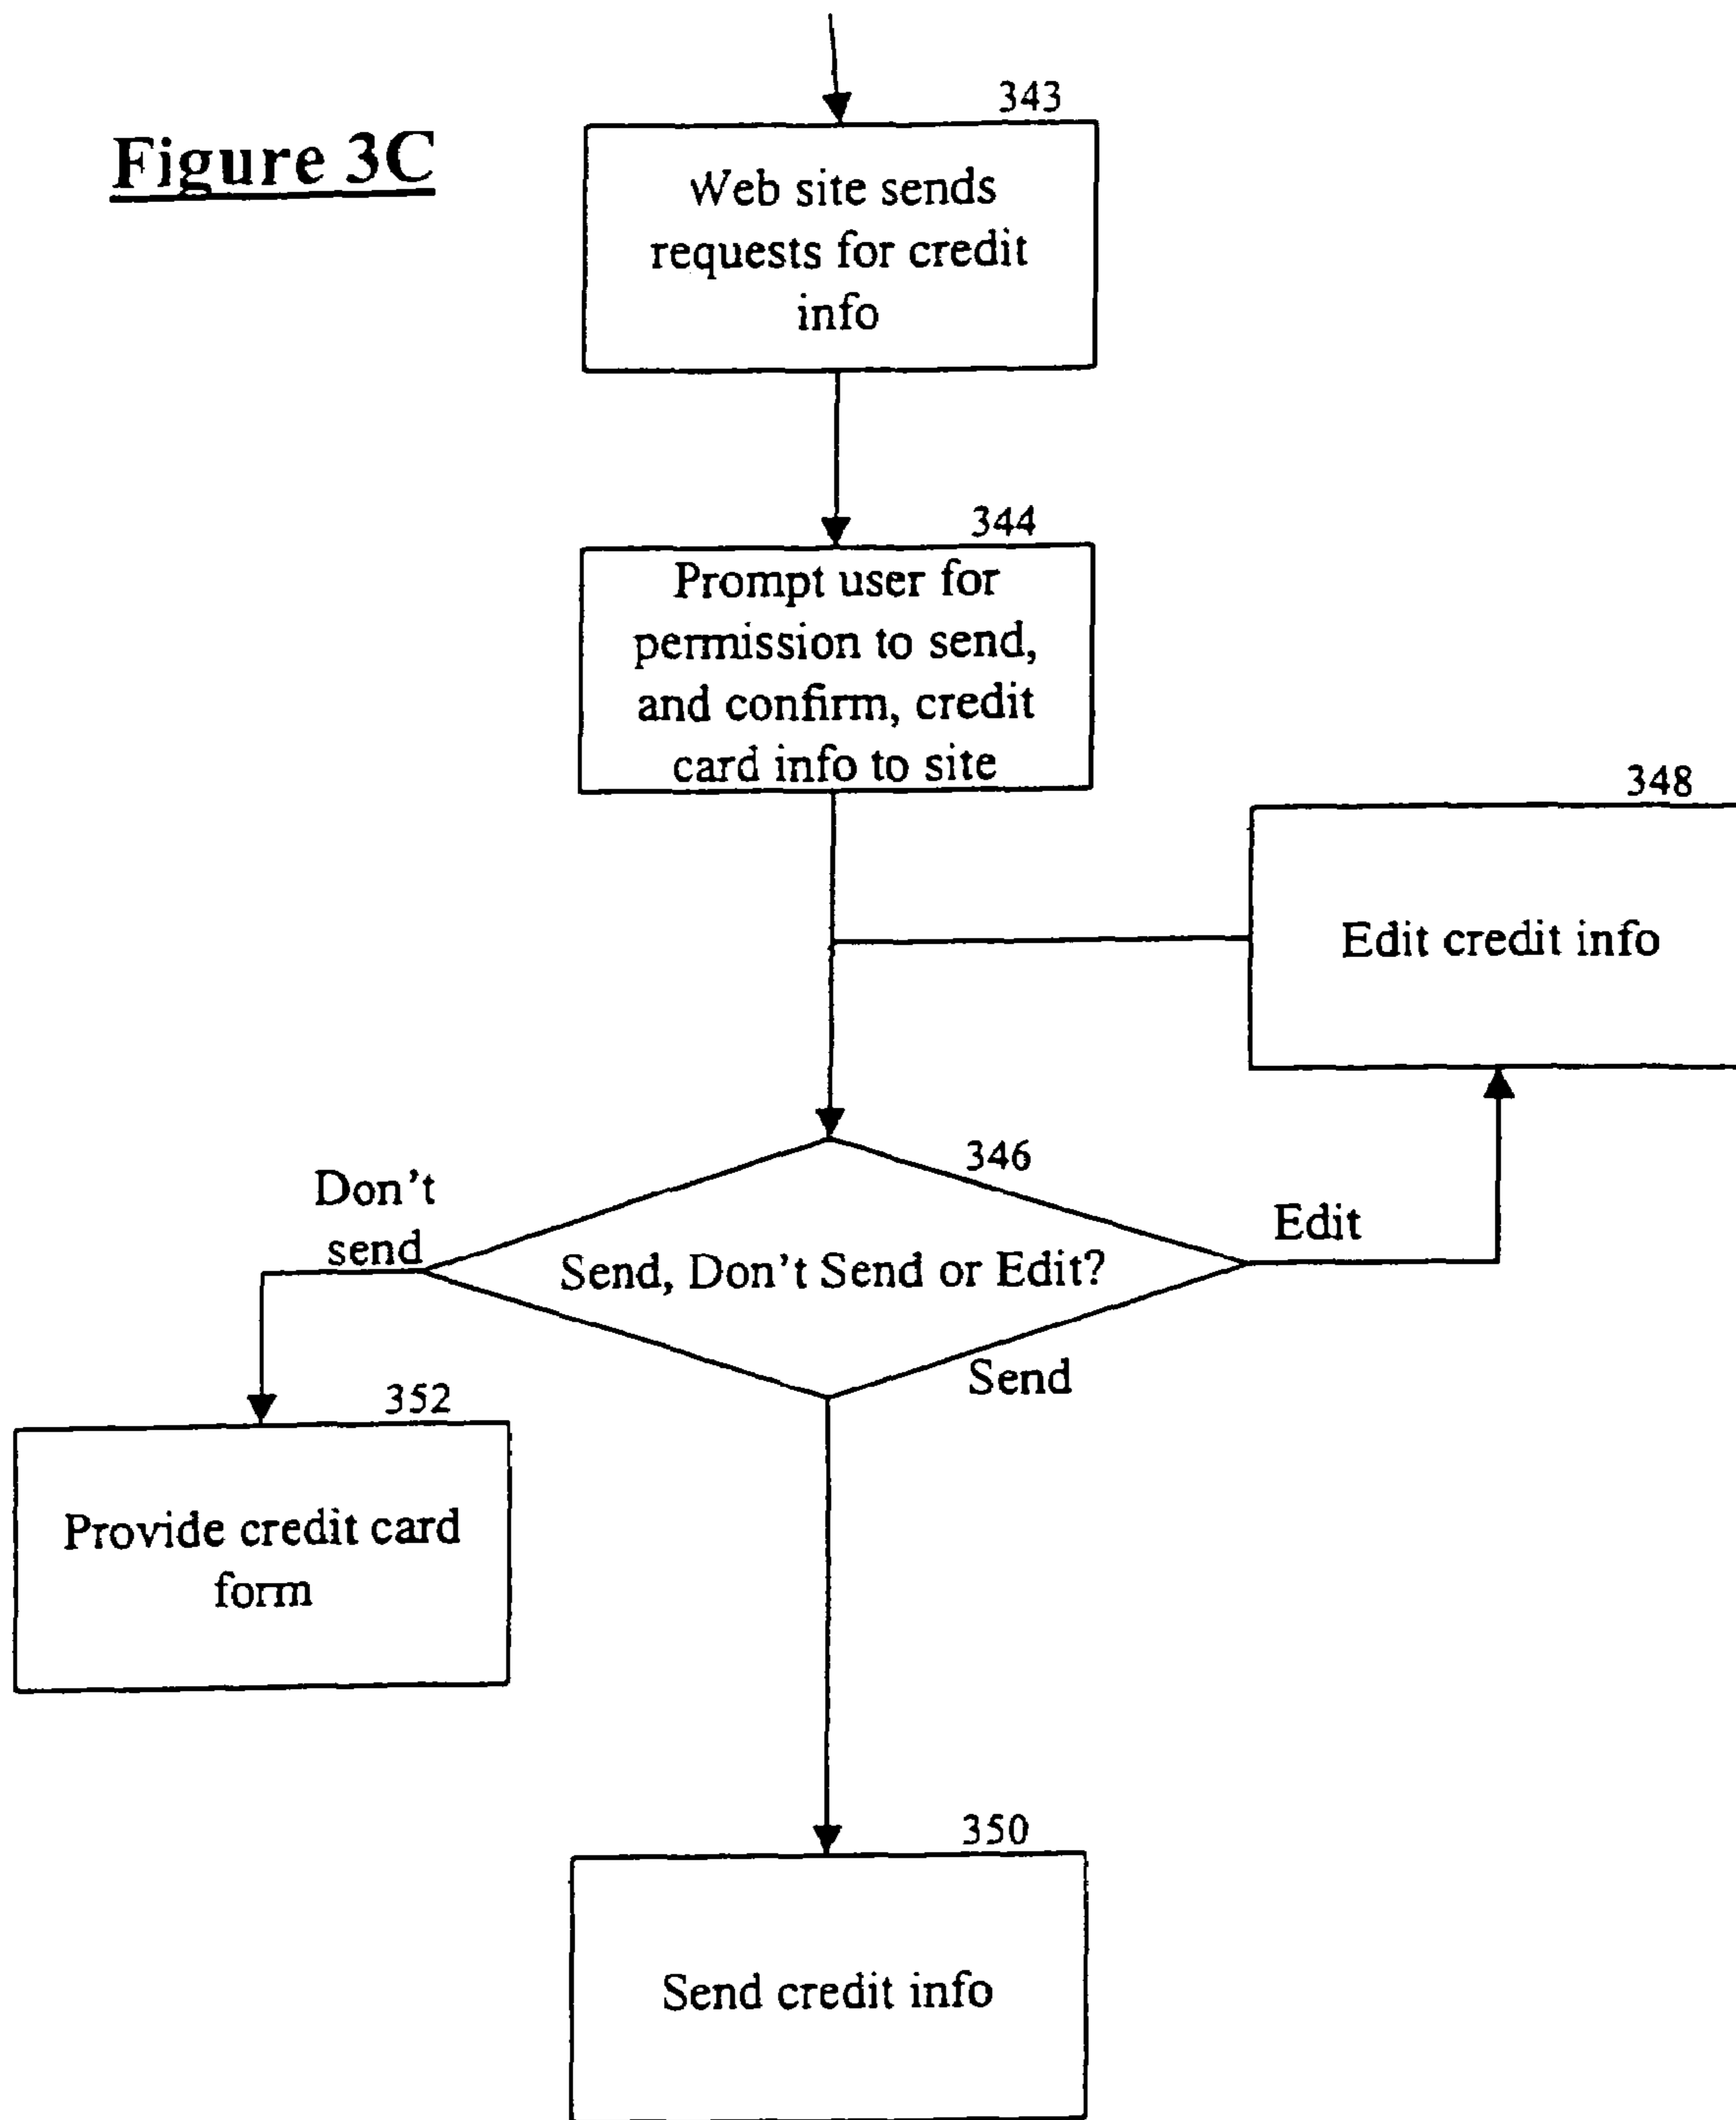 Figure 3C
343
Web site sends
requests for credit
info
344
Prompt user for
permission to send,
and confirm, credit
card info to site
348
Edit credit info
346
Don't
send
Send, Don't Send or Edit?
Edit
Send
352
Provide credit card
form
350
Send credit info